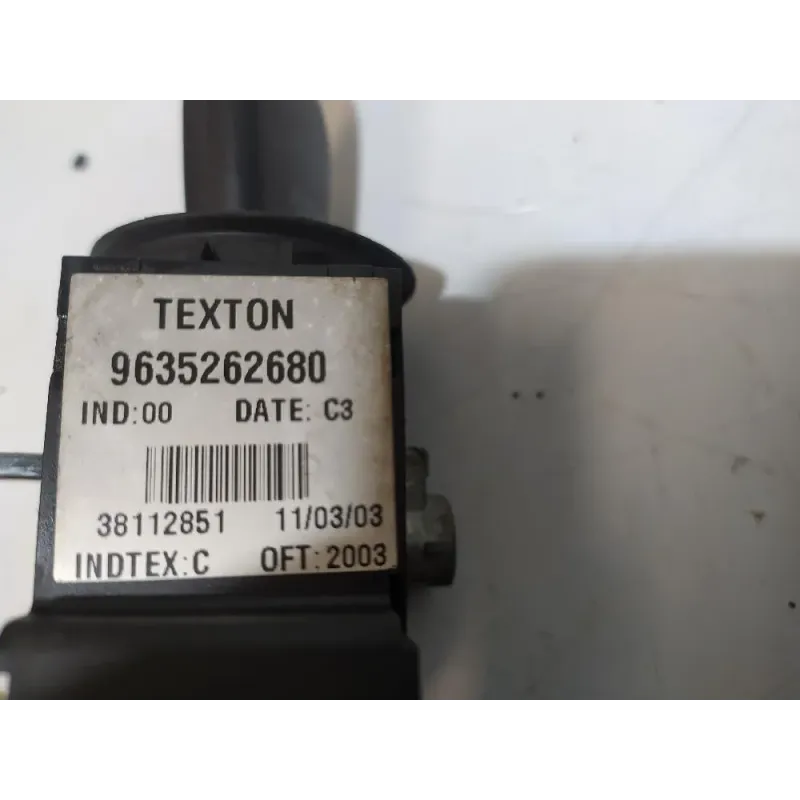 TEXTON
9635262680
IND:00 DATE: C3
38112851 11/03/03
INDTEX:C OFT:2003